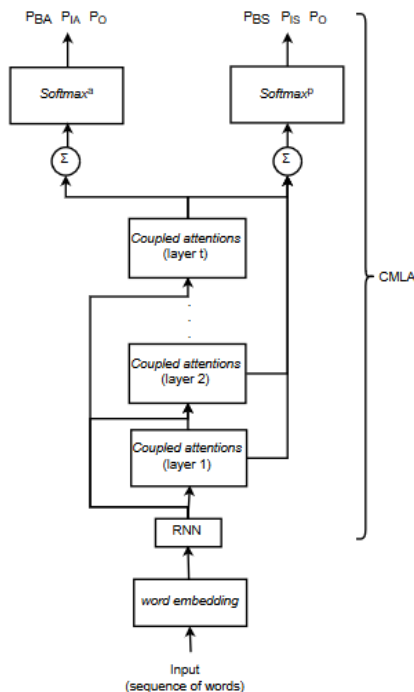 PBA PIA PO
PBS PIS PO
Softmaxᵃ
Softmaxᵖ
Σ
Σ
Coupled attentions
(layer t)
CMLA
.
.
.
Coupled attentions
(layer 2)
Coupled attentions
(layer 1)
RNN
word embedding
Input
(sequence of words)